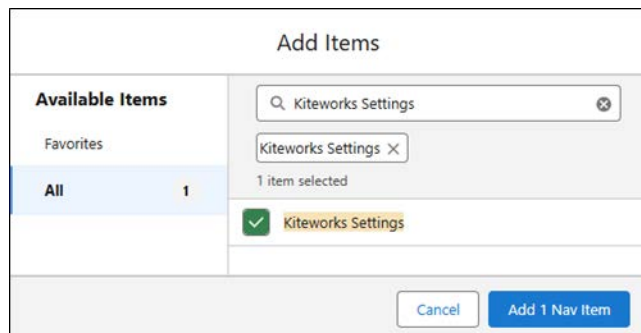 Add Items
Available Items
Favorites
All 1
Kiteworks Settings
Kiteworks Settings
1 item selected
Kiteworks Settings
Cancel Add 1 Nav Item